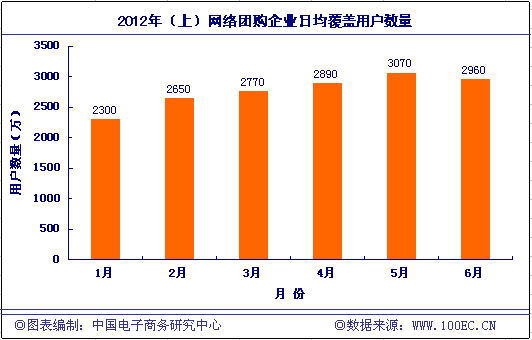 2012年（上）网络团购企业日均覆盖用户数量
用户数量（万）
3500
3000
2500
2000
1500
1000
500
0
2300
2650
2770
2890
3070
2960
1月
2月
3月
4月
5月
6月
月 份
◎图表编制：中国电子商务研究中心
◎数据来源：WWW.100EC.CN